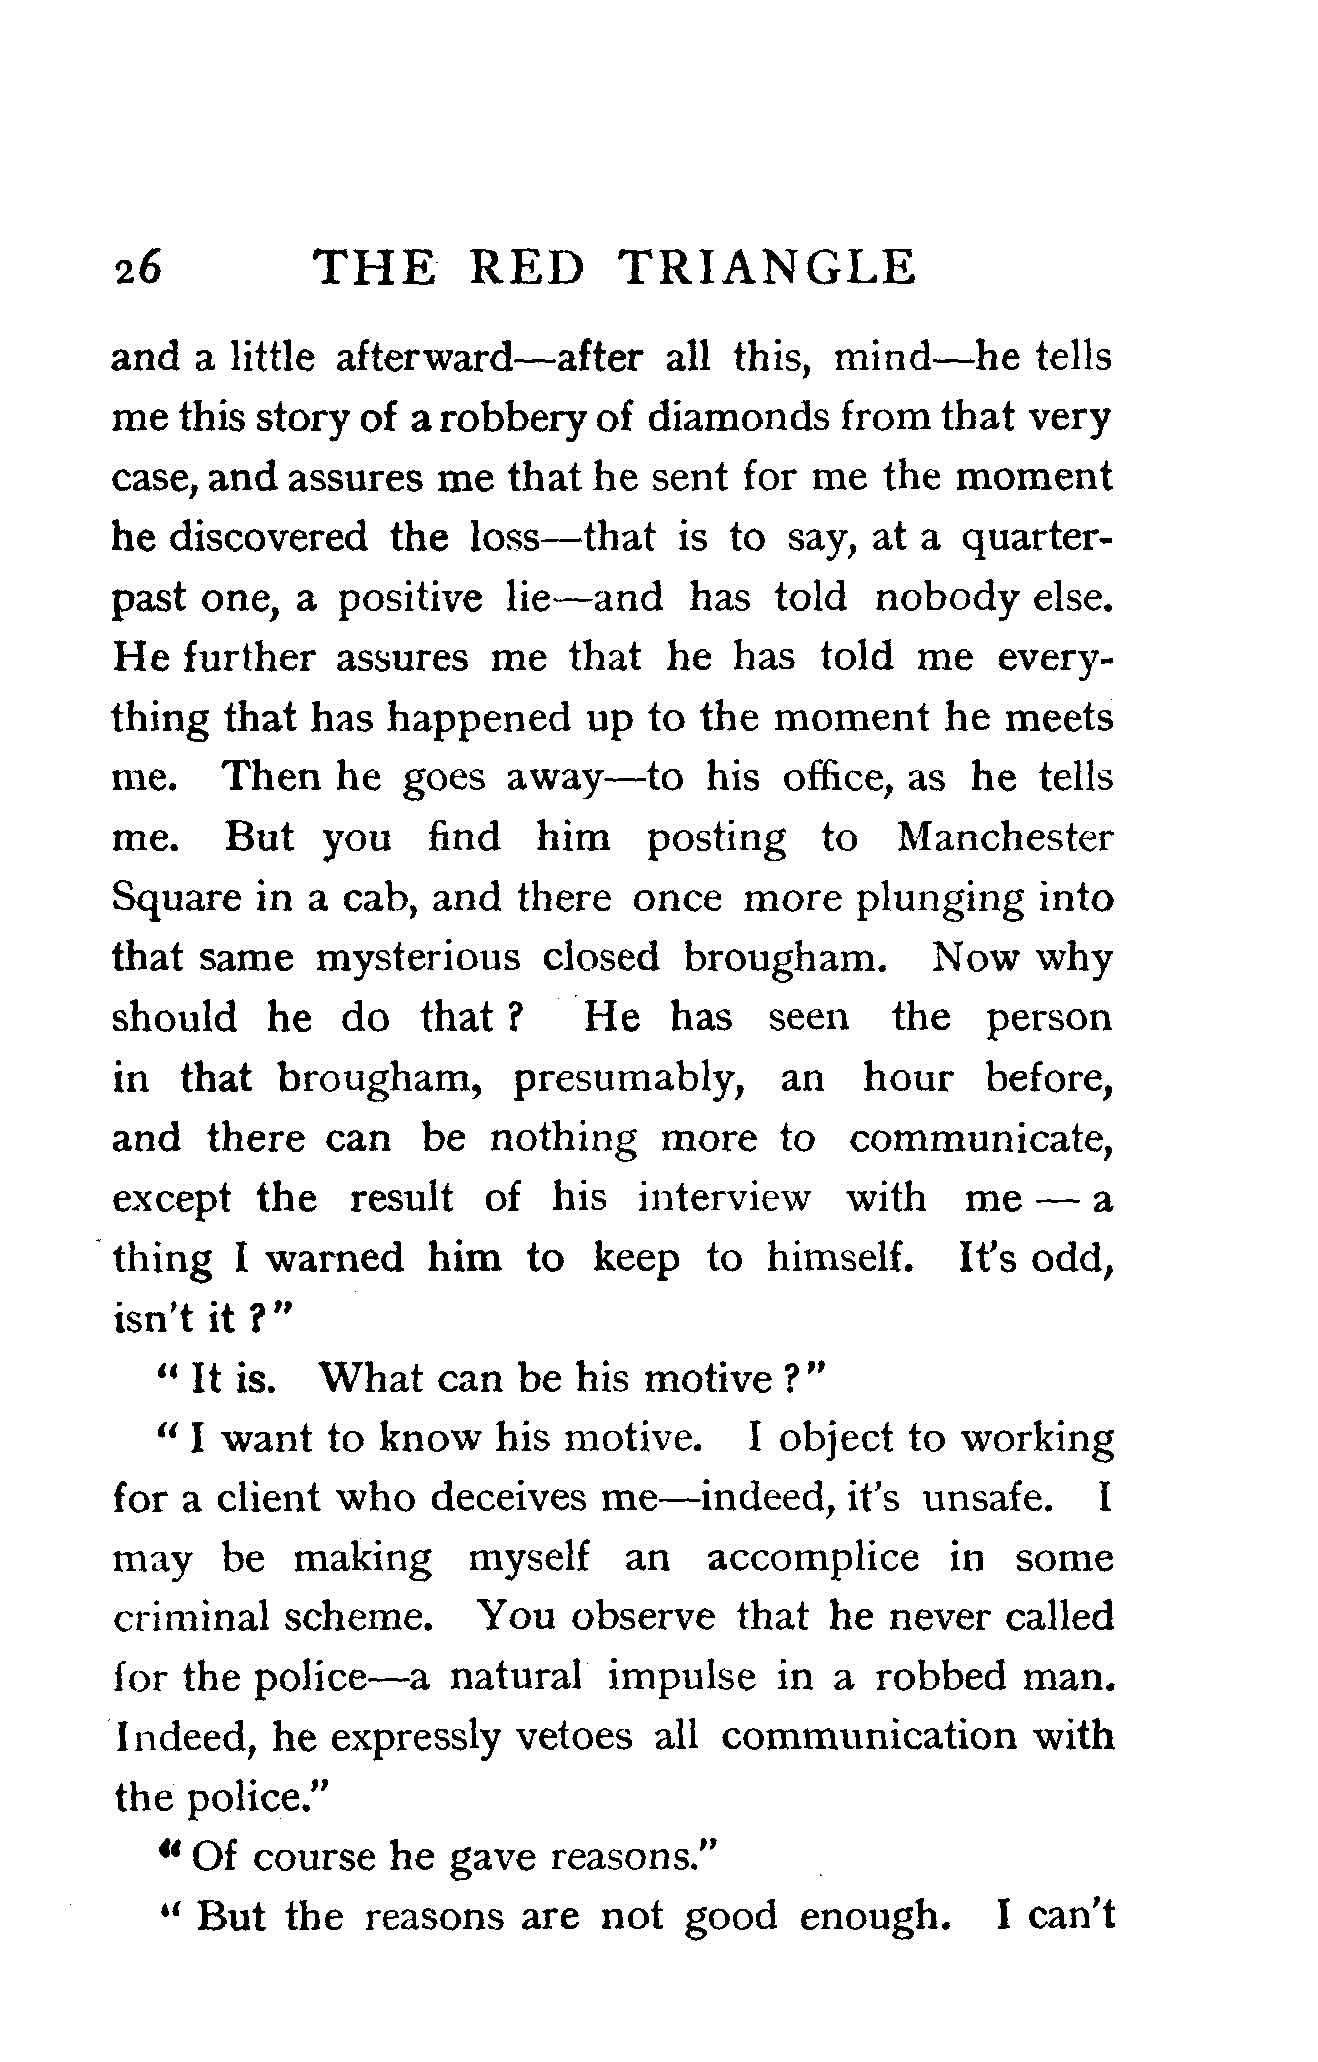 26 THE RED TRIANGLE
and a little afterward—after all this, mind—he tells
me this story of a robbery of diamonds from that very
case, and assures me that he sent for me the moment
he discovered the loss—that is to say, at a quarter-
past one, a positive lie—and has told nobody else.
He further assures me that he has told me every-
thing that has happened up to the moment he meets
me. Then he goes away—to his office, as he tells
me. But you find him posting to Manchester
Square in a cab, and there once more plunging into
that same mysterious closed brougham. Now why
should he do that ? He has seen the person
in that brougham, presumably, an hour before,
and there can be nothing more to communicate,
except the result of his interview with me — a
thing I warned him to keep to himself. It's odd,
isn't it ?"
" It is. What can be his motive ?"
" I want to know his motive. I object to working
for a client who deceives me—indeed, it's unsafe. I
may be making myself an accomplice in some
criminal scheme. You observe that he never called
for the police—a natural impulse in a robbed man.
Indeed, he expressly vetoes all communication with
the police."
" Of course he gave reasons."
" But the reasons are not good enough. I can't